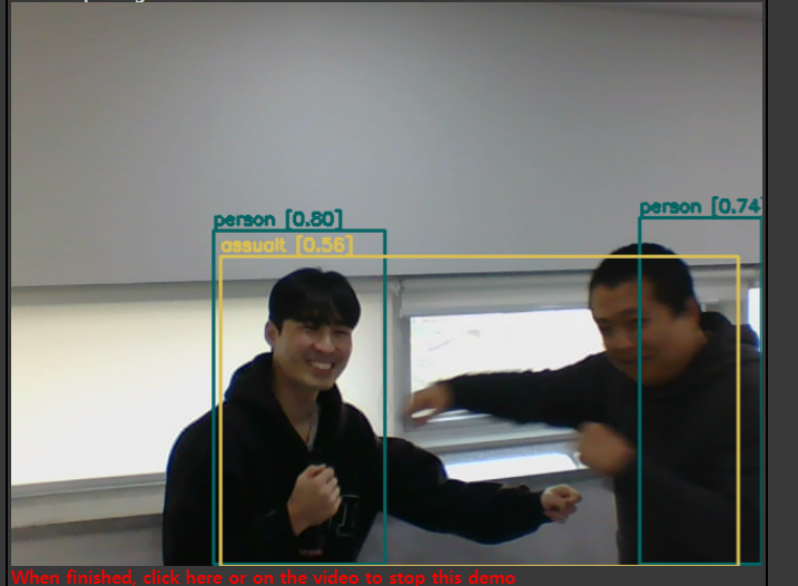 person [0.80]
person [0.74
assualt [0.56]
When finished, click here or on the video to stop this demo